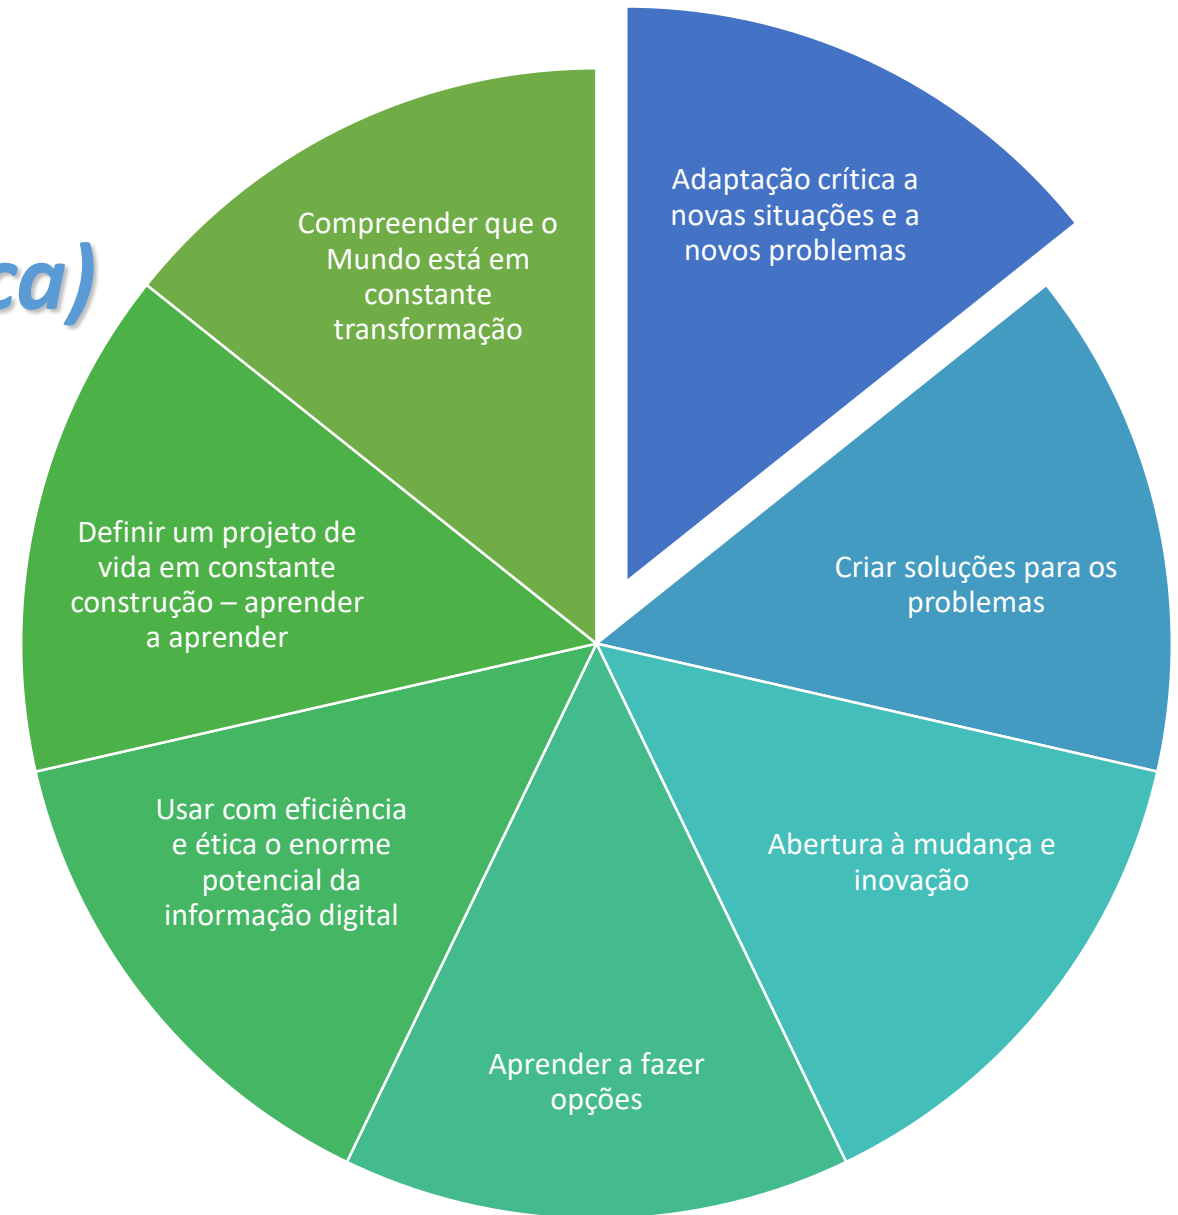 ca)
Adaptação crítica a
novas situações e a
novos problemas
Criar soluções para os
problemas
Abertura à mudança e
inovação
Aprender a fazer
opções
Usar com eficiência
e ética o enorme
potencial da
informação digital
Definir um projeto de
vida em constante
construção – aprender
a aprender
Compreender que o
Mundo está em
constante
transformação